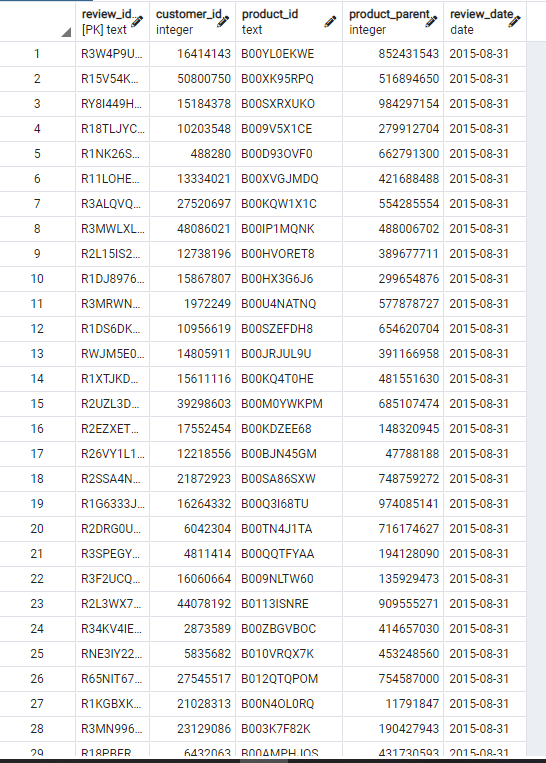 review_id customer_id product_id product_parent review_date
[PK] text integer text integer date
1 R3W4P9U... 16414143 B00YL0EKWE 852431543 2015-08-31
2 R15V54K... 50800750 B00XK95RPQ 516894650 2015-08-31
3 RY8I449H... 15184378 B00SXRXUKO 984297154 2015-08-31
4 R18TLJYC... 10203548 B009V5X1CE 279912704 2015-08-31
5 R1NK26S... 488280 B00D93OVF0 662791300 2015-08-31
6 R11LOHE... 13334021 B00XVGJMDQ 421688488 2015-08-31
7 R3ALQVQ... 27520697 B00KQW1X1C 554285554 2015-08-31
8 R3MWLXL... 48086021 B00IP1MQNK 488006702 2015-08-31
9 R2L15IS2... 12738196 B00HVORET8 389677711 2015-08-31
10 R1DJ8976... 15867807 B00HX3G6J6 299654876 2015-08-31
11 R3MRWN... 1972249 B00U4NATNQ 577878727 2015-08-31
12 R1DS6DK... 10956619 B00SZEFDH8 654620704 2015-08-31
13 RWJM5E0... 14805911 B00JRJUL9U 391166958 2015-08-31
14 R1XTJKD... 15611116 B00KQ4T0HE 481551630 2015-08-31
15 R2UZL3D... 39298603 B00M0YWKPM 685107474 2015-08-31
16 R2EZXET... 17552454 B00KDZEE68 148320945 2015-08-31
17 R26VY1L1... 12218556 B00BJN45GM 47788188 2015-08-31
18 R2SSA4N... 21872923 B00SA86SXW 748759272 2015-08-31
19 R1G6333J... 16264332 B00Q3I68TU 974085141 2015-08-31
20 R2DRG0U... 6042304 B00TN4J1TA 716174627 2015-08-31
21 R3SPEGY... 4811414 B00QQTFYAA 194128090 2015-08-31
22 R3F2UCQ... 16060664 B009NLTW60 135929473 2015-08-31
23 R2L3WX7... 44078192 B0113ISNRE 909555271 2015-08-31
24 R34KV4IE... 2873589 B00ZBGVBOC 414657030 2015-08-31
25 RNE3IY22... 5835682 B010VRQX7K 453248560 2015-08-31
26 R65NIT67... 27545517 B012QTQPOM 754587000 2015-08-31
27 R1KGBXK... 21028313 B00N4OL0RQ 11791847 2015-08-31
28 R3MN996... 23129086 B003K7F82K 190427943 2015-08-31
29 R18PBER... 6432063 B00AMPHJOS 431730593 2015-08-31